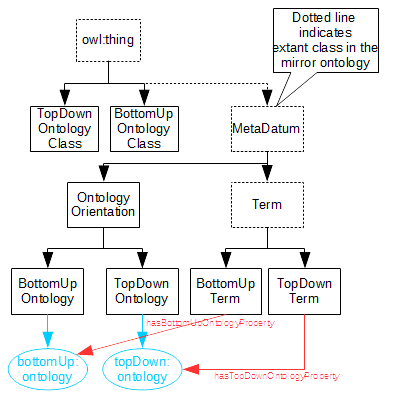 owl:thing
Dotted line
indicates
extant class in the
mirror ontology
TopDown
Ontology
Class
BottomUp
Ontology
Class
MetaDatum
Ontology
Orientation
Term
BottomUp
Ontology
TopDown
Ontology
BottomUp
Term
TopDown
Term
hasBottomUpOntologyProperty
bottomUp:
ontology
topDown:
ontology
hasTopDownOntologyProperty